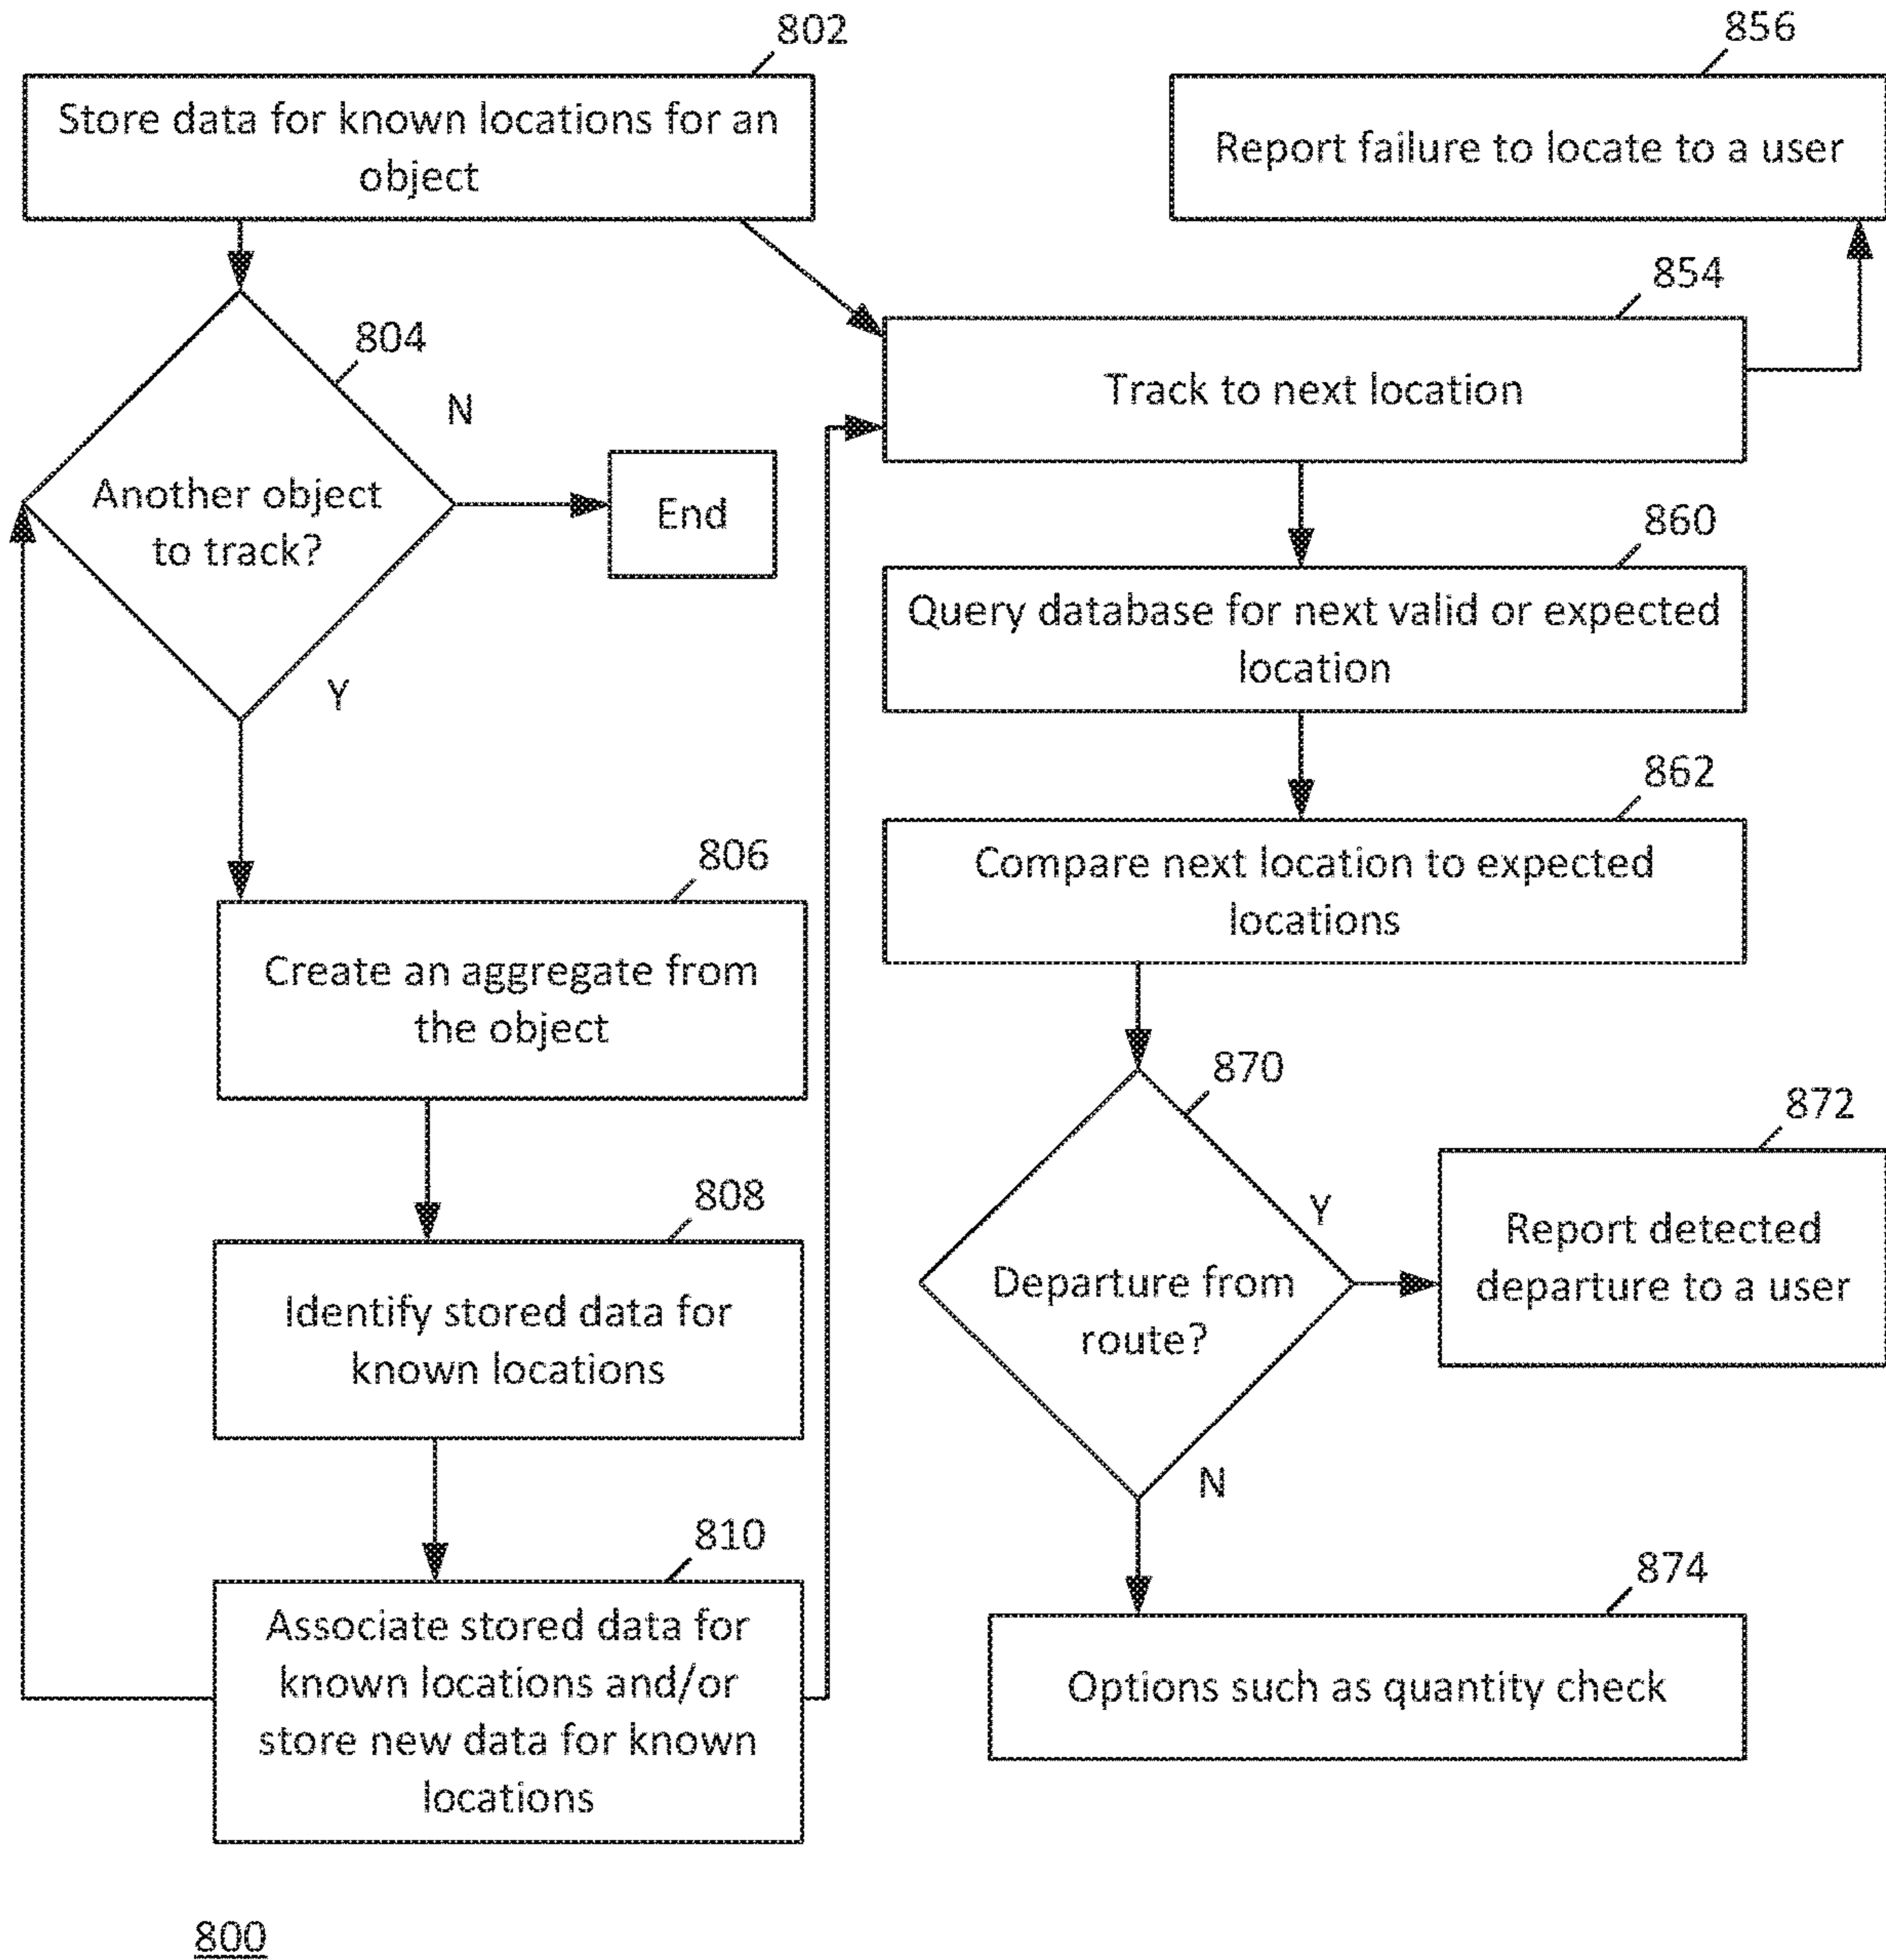 802
Store data for known locations for an
object
804
N
Another object
to track?
End
Y
806
Create an aggregate from
the object
808
Identify stored data for
known locations
810
Associate stored data for
known locations and/or
store new data for known
locations
856
Report failure to locate to a user
854
Track to next location
860
Query database for next valid or expected
location
862
Compare next location to expected
locations
870
Y
Departure from
route?
872
Report detected
departure to a user
N
874
Options such as quantity check
800